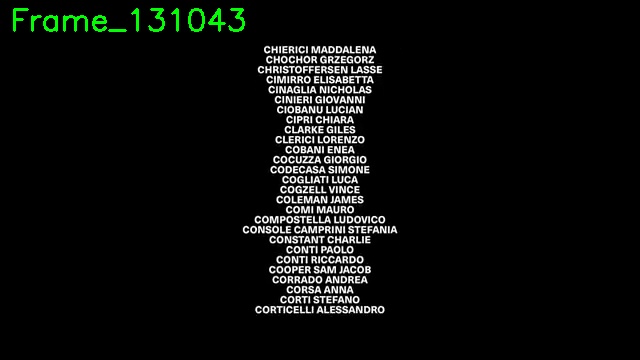 Frame_131043
CHIERICI MADDALENA
CHOCHOR GRZEGORZ
CHRISTOFFERSEN LASSE
CIMIRRO ELISABETTA
CINAGLIA NICHOLAS
CINIERI GIOVANNI
CIOBANU LUCIAN
CIPRI CHIARA
CLARKE GILES
CLERICI LORENZO
COBANI ENEA
COCUZZA GIORGIO
CODECASA SIMONE
COGLIATI LUCA
COGZELL VINCE
COLEMAN JAMES
COMI MAURO
COMPOSTELLA LUDOVICO
CONSOLE CAMPRINI STEFANIA
CONSTANT CHARLIE
CONTI PAOLO
CONTI RICCARDO
COOPER SAM JACOB
CORRADO ANDREA
CORSA ANNA
CORTI STEFANO
CORTICELLI ALESSANDRO